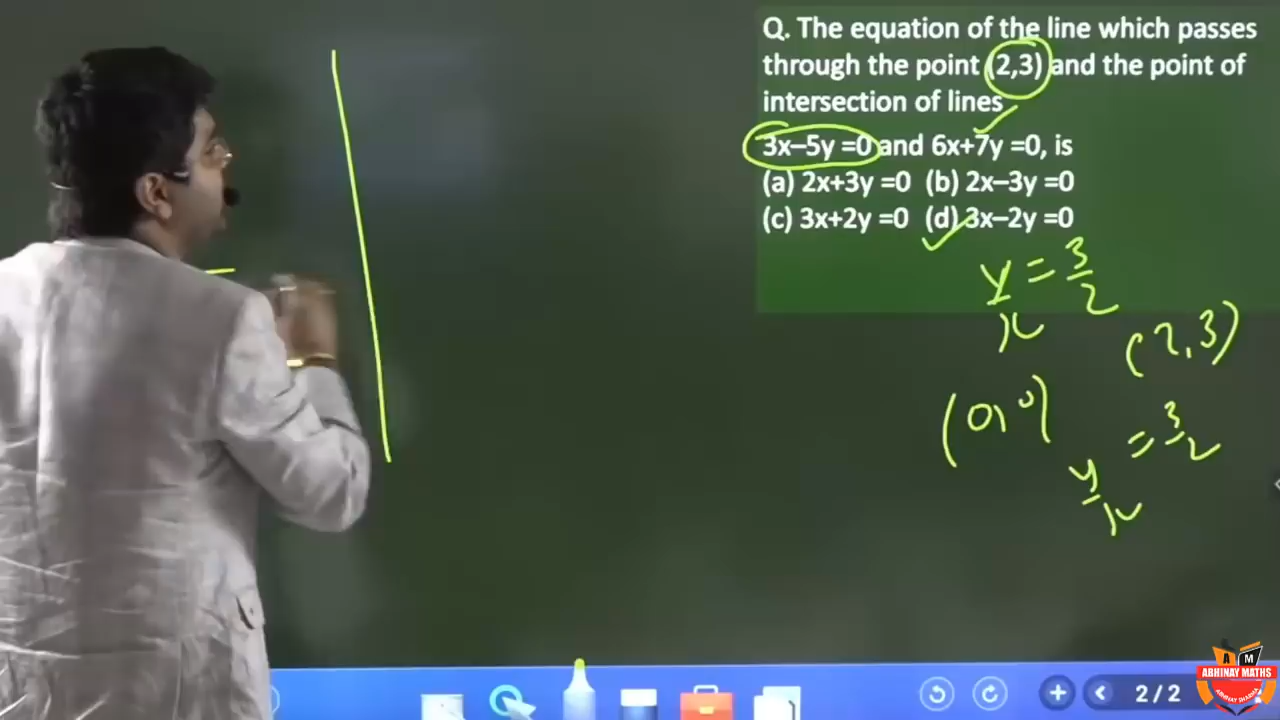 Q. The equation of the line which passes
through the point (2,3) and the point of
intersection of lines
3x–5y =0 and 6x+7y =0, is
(a) 2x+3y =0 (b) 2x–3y =0
(c) 3x+2y =0 (d) 3x–2y =0
y/x = 3/2
(2,3)
(0,0)
y/x = 3/2
2 / 2
A M
ABHINAY MATHS
ABHINAY SHARMA